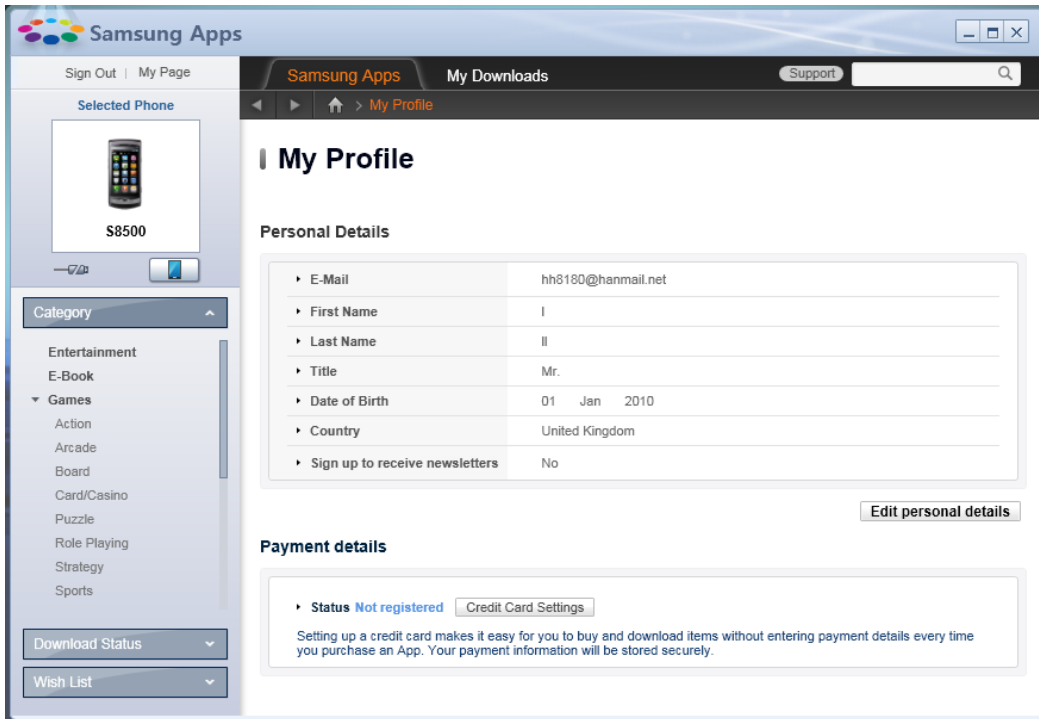 Samsung Apps
Sign Out | My Page
Selected Phone
S8500
Category
Entertainment
E-Book
Games
Action
Arcade
Board
Card/Casino
Puzzle
Role Playing
Strategy
Sports
Download Status
Wish List
Samsung Apps
My Downloads
Support
> My Profile
My Profile
Personal Details
E-Mail hh8180@hanmail.net
First Name I
Last Name II
Title Mr.
Date of Birth 01 Jan 2010
Country United Kingdom
Sign up to receive newsletters No
Edit personal details
Payment details
Status Not registered Credit Card Settings
Setting up a credit card makes it easy for you to buy and download items without entering payment details every time
you purchase an App. Your payment information will be stored securely.